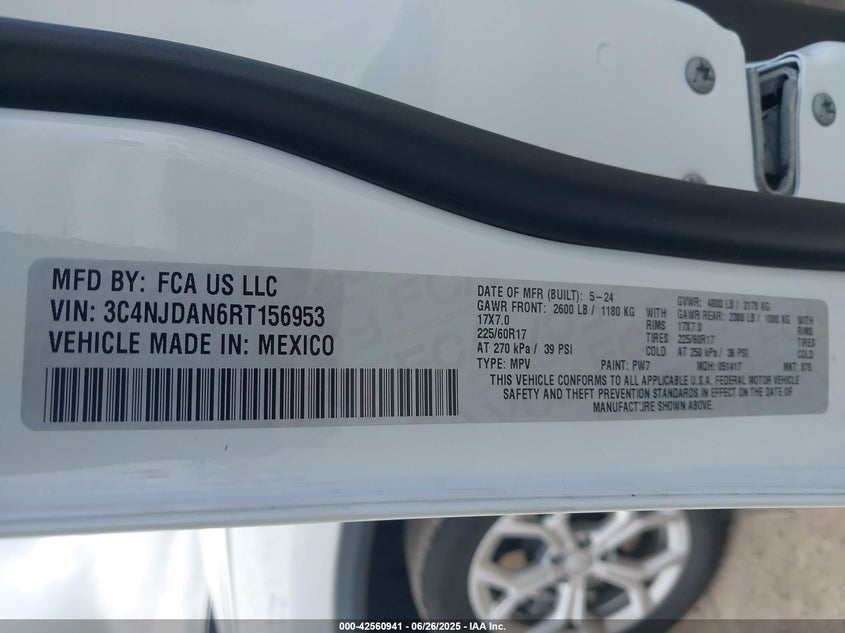 MFD BY: FCA US LLC
VIN: 3C4NJDAN6RT156953
VEHICLE MADE IN: MEXICO
DATE OF MFR (BUILT): 5-24
GAWR FRONT: 2600 LB / 1180 KG WITH
17X7.0 RIMS
225/60R17 TIRES
AT 270 kPa / 39 PSI COLD
TYPE: MPV PAINT: PW7
GVWR: 4800 LB / 2178 KG
GAWR REAR: 2380 LB / 1080 KG WITH
17X7.0 RIMS
225/60R17 TIRES
AT 250 kPa / 36 PSI COLD
MDH: 051417 MKT: 875
THIS VEHICLE CONFORMS TO ALL APPLICABLE U.S.A. FEDERAL MOTOR VEHICLE
SAFETY AND THEFT PREVENTION STANDARDS IN EFFECT ON THE DATE OF
MANUFACTURE SHOWN ABOVE.
000-42560941 / 06/26/2025 / IAA Inc.